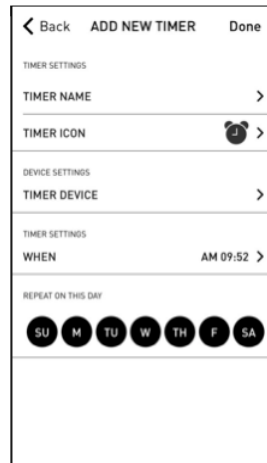 Back ADD NEW TIMER Done
TIMER SETTINGS
TIMER NAME
TIMER ICON
DEVICE SETTINGS
TIMER DEVICE
TIMER SETTINGS
WHEN AM 09:52
REPEAT ON THIS DAY
SU M TU W TH F SA